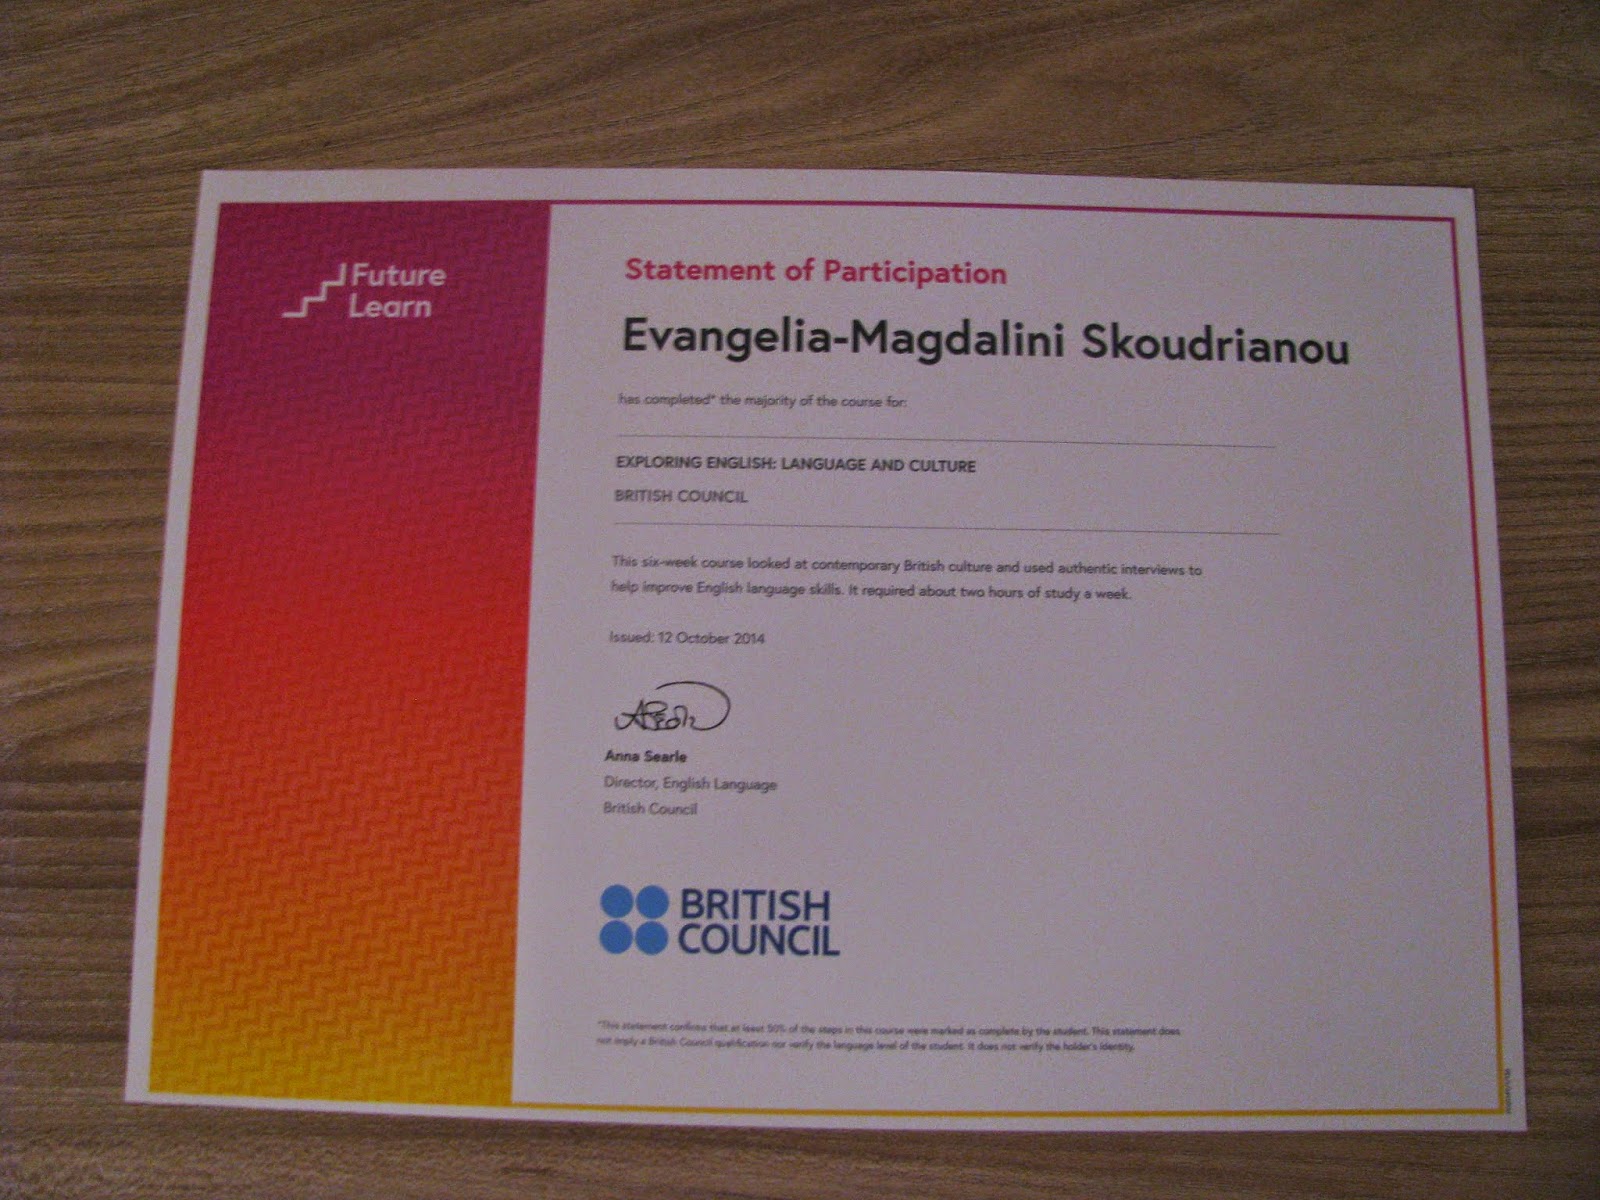 Future
Learn
Statement of Participation
Evangelia-Magdalini Skoudrianou
has completed* the majority of the course for:
EXPLORING ENGLISH: LANGUAGE AND CULTURE
BRITISH COUNCIL
This six-week course looked at contemporary British culture and used authentic interviews to
help improve English language skills. It required about two hours of study a week.
Issued: 12 October 2014
Anna Searle
Director, English Language
British Council
BRITISH
COUNCIL
*This statement confirms that at least 50% of the steps in this course were marked as complete by the student. This statement does
not imply a British Council qualification nor verify the language level of the student. It does not verify the holder's identity.